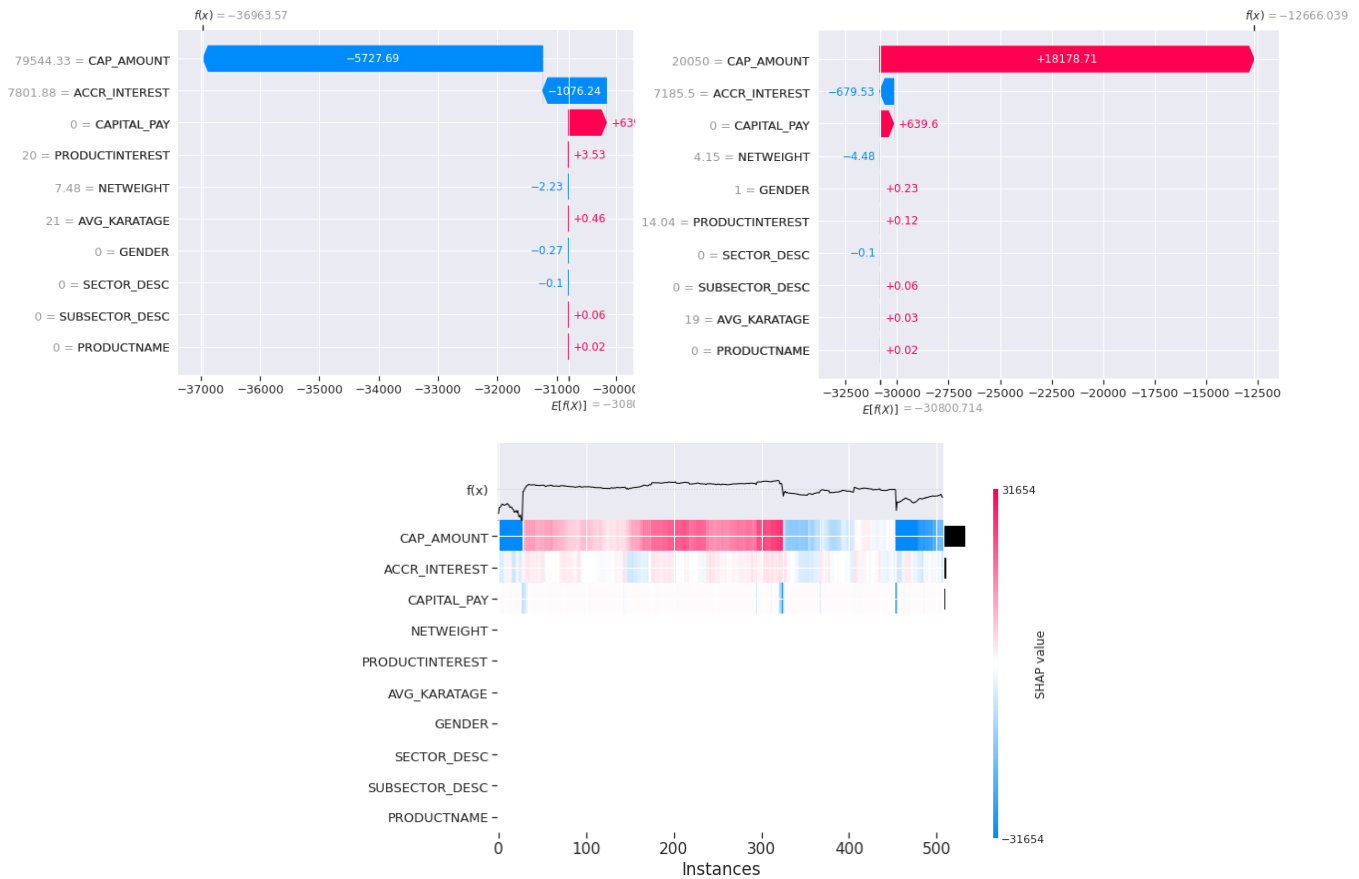 f(x) = −36963.57
79544.33 = CAP_AMOUNT
−5727.69
7801.88 = ACCR_INTEREST
−1076.24
0 = CAPITAL_PAY
20 = PRODUCTINTEREST
+3.53
7.48 = NETWEIGHT
−2.23
21 = AVG_KARATAGE
+0.46
0 = GENDER
−0.27
0 = SECTOR_DESC
−0.1
0 = SUBSECTOR_DESC
+0.06
0 = PRODUCTNAME
+0.02
−37000 −36000 −35000 −34000 −33000 −32000 −31000 −30000
E[f(X)]
f(x) = −12666.039
20050 = CAP_AMOUNT
+18178.71
7185.5 = ACCR_INTEREST
−679.53
0 = CAPITAL_PAY
+639.6
4.15 = NETWEIGHT
−4.48
1 = GENDER
+0.23
14.04 = PRODUCTINTEREST
+0.12
0 = SECTOR_DESC
−0.1
0 = SUBSECTOR_DESC
+0.06
19 = AVG_KARATAGE
+0.03
0 = PRODUCTNAME
+0.02
−32500 −30000 −27500 −25000 −22500 −20000 −17500 −15000 −12500
E[f(X)] = −30800.714
f(x)
CAP_AMOUNT
ACCR_INTEREST
CAPITAL_PAY
NETWEIGHT
PRODUCTINTEREST
AVG_KARATAGE
GENDER
SECTOR_DESC
SUBSECTOR_DESC
PRODUCTNAME
0 100 200 300 400 500
Instances
31654
SHAP value
−31654